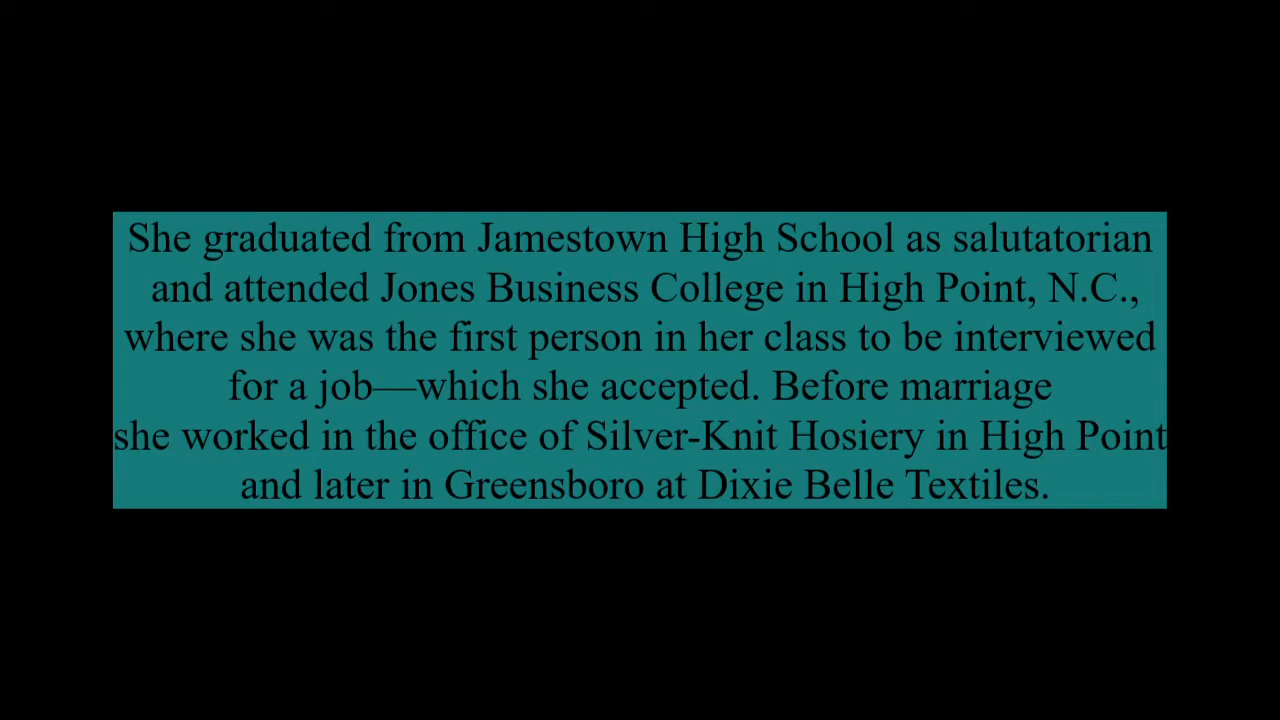 She graduated from Jamestown High School as salutatorian
and attended Jones Business College in High Point, N.C.,
where she was the first person in her class to be interviewed
for a job—which she accepted. Before marriage
she worked in the office of Silver-Knit Hosiery in High Point
and later in Greensboro at Dixie Belle Textiles.